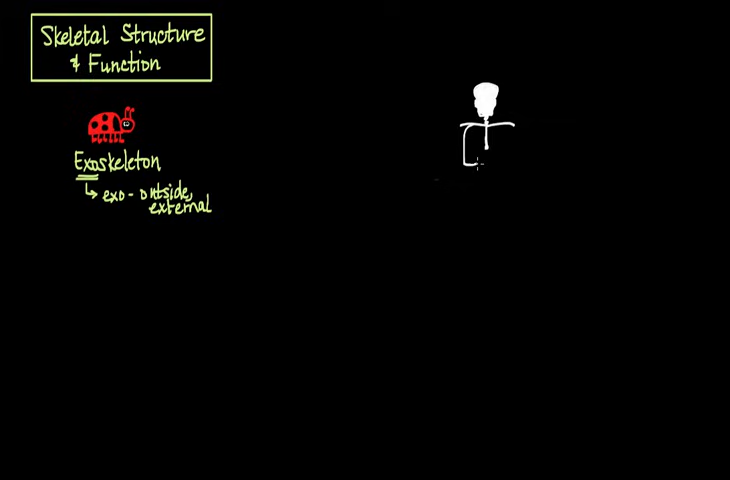 Skeletal Structure
& Function
Exoskeleton
↳ exo - outside,
external